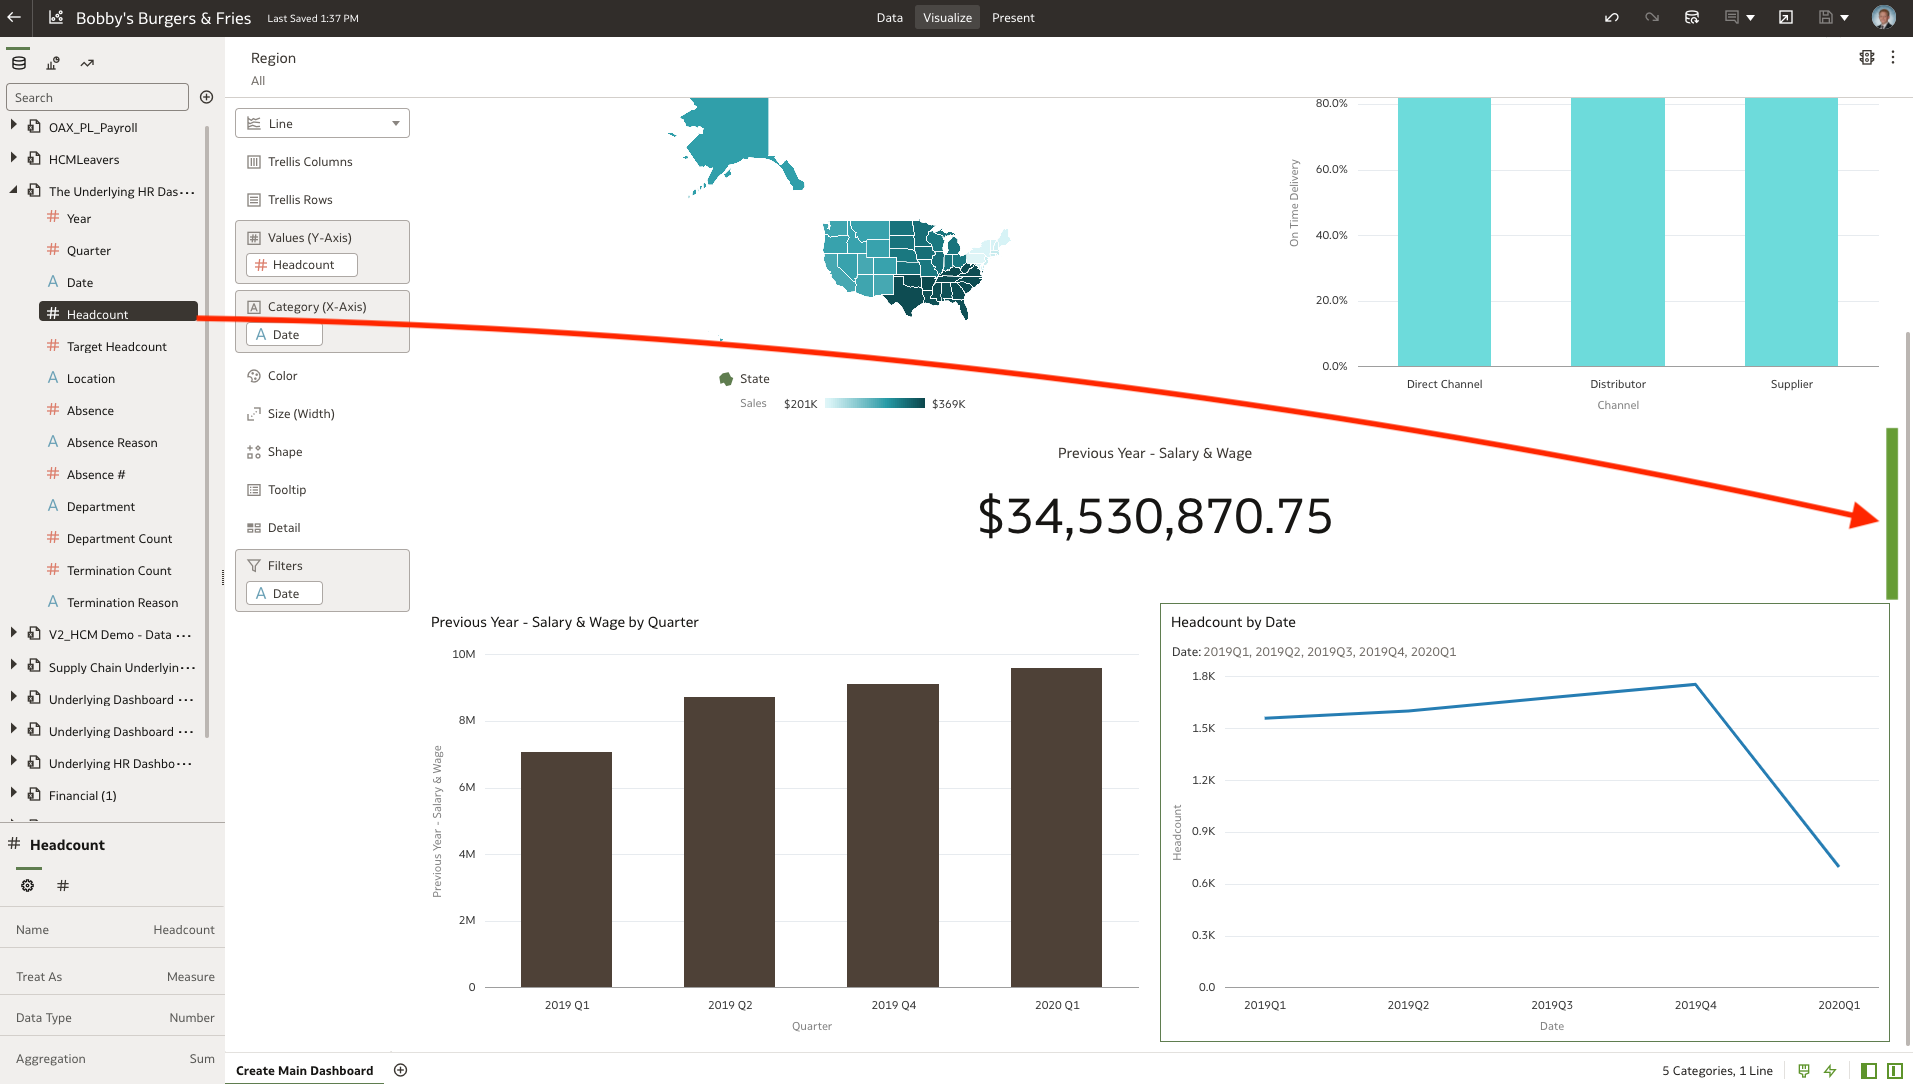 Bobby's Burgers & Fries Last Saved 1:37 PM
Data Visualize Present
Search
OAX_PL_Payroll
HCMLeavers
The Underlying HR Das...
# Year
# Quarter
A Date
# Headcount
# Target Headcount
A Location
# Absence
A Absence Reason
# Absence #
A Department
# Department Count
# Termination Count
A Termination Reason
V2_HCM Demo - Data ...
Supply Chain Underlyin...
Underlying Dashboard ...
Underlying Dashboard ...
Underlying HR Dashbo...
Financial (1)
# Headcount
#
Name Headcount
Treat As Measure
Data Type Number
Aggregation Sum
Region
All
Line
Trellis Columns
Trellis Rows
# Values (Y-Axis)
# Headcount
A Category (X-Axis)
A Date
Color
Size (Width)
Shape
Tooltip
Detail
Filters
A Date
State
Sales $201K $369K
On Time Delivery
80.0%
60.0%
40.0%
20.0%
0.0%
Direct Channel Distributor Supplier
Channel
Previous Year - Salary & Wage
$34,530,870.75
Previous Year - Salary & Wage by Quarter
Previous Year - Salary & Wage
10M
8M
6M
4M
2M
0
2019 Q1 2019 Q2 2019 Q4 2020 Q1
Quarter
Headcount by Date
Date: 2019Q1, 2019Q2, 2019Q3, 2019Q4, 2020Q1
Headcount
1.8K
1.5K
1.2K
0.9K
0.6K
0.3K
0.0
2019Q1 2019Q2 2019Q3 2019Q4 2020Q1
Date
Create Main Dashboard
5 Categories, 1 Line